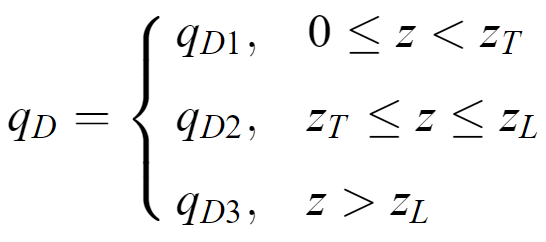 q_D = { q_{D1}, 0 ≤ z < z_T
q_{D2}, z_T ≤ z ≤ z_L
q_{D3}, z > z_L